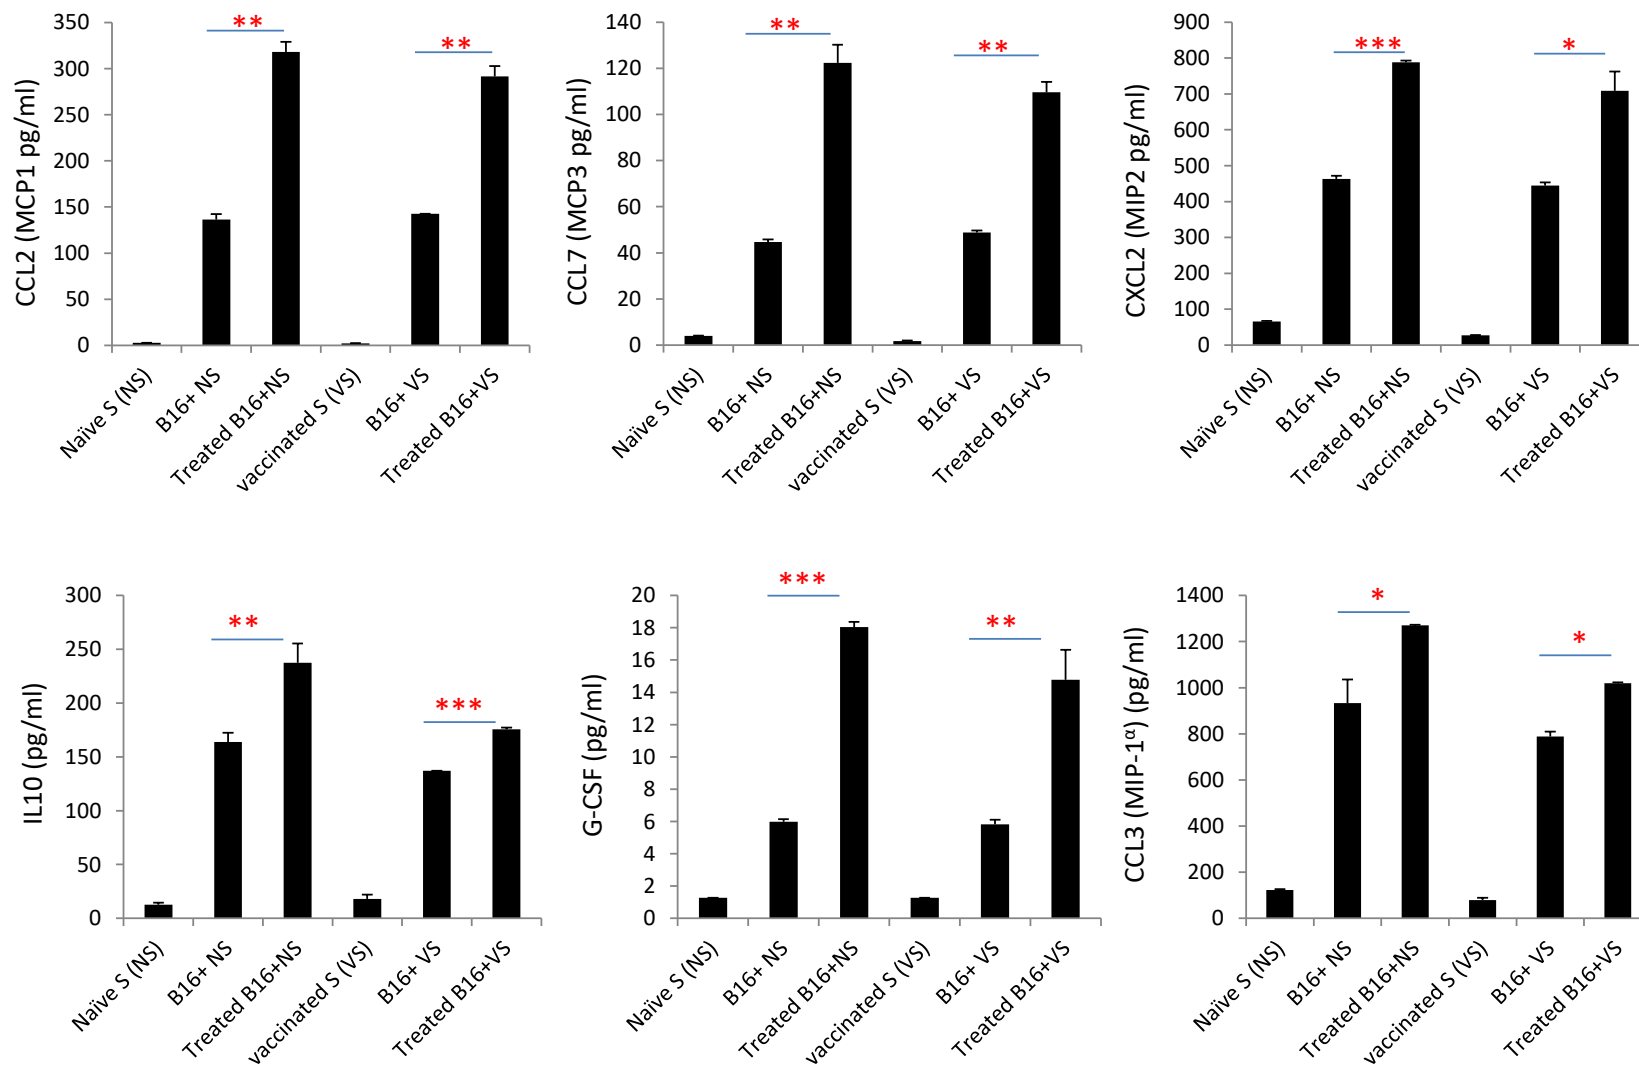 CCL2 (MCP1 pg/ml)
350
300
250
200
150
100
50
0
**
**
Naïve S (NS)
B16+ NS
Treated B16+NS
vaccinated S (VS)
B16+ VS
Treated B16+VS
CCL7 (MCP3 pg/ml)
140
120
100
80
60
40
20
0
**
**
Naïve S (NS)
B16+ NS
Treated B16+NS
vaccinated S (VS)
B16+ VS
Treated B16+VS
CXCL2 (MIP2 pg/ml)
900
800
700
600
500
400
300
200
100
0
***
*
Naïve S (NS)
B16+ NS
Treated B16+NS
vaccinated S (VS)
B16+ VS
Treated B16+VS
IL10 (pg/ml)
300
250
200
150
100
50
0
**
***
Naïve S (NS)
B16+ NS
Treated B16+NS
vaccinated S (VS)
B16+ VS
Treated B16+VS
G-CSF (pg/ml)
20
18
16
14
12
10
8
6
4
2
0
***
**
Naïve S (NS)
B16+ NS
Treated B16+NS
vaccinated S (VS)
B16+ VS
Treated B16+VS
CCL3 (MIP-1α) (pg/ml)
1400
1200
1000
800
600
400
200
0
*
*
Naïve S (NS)
B16+ NS
Treated B16+NS
vaccinated S (VS)
B16+ VS
Treated B16+VS